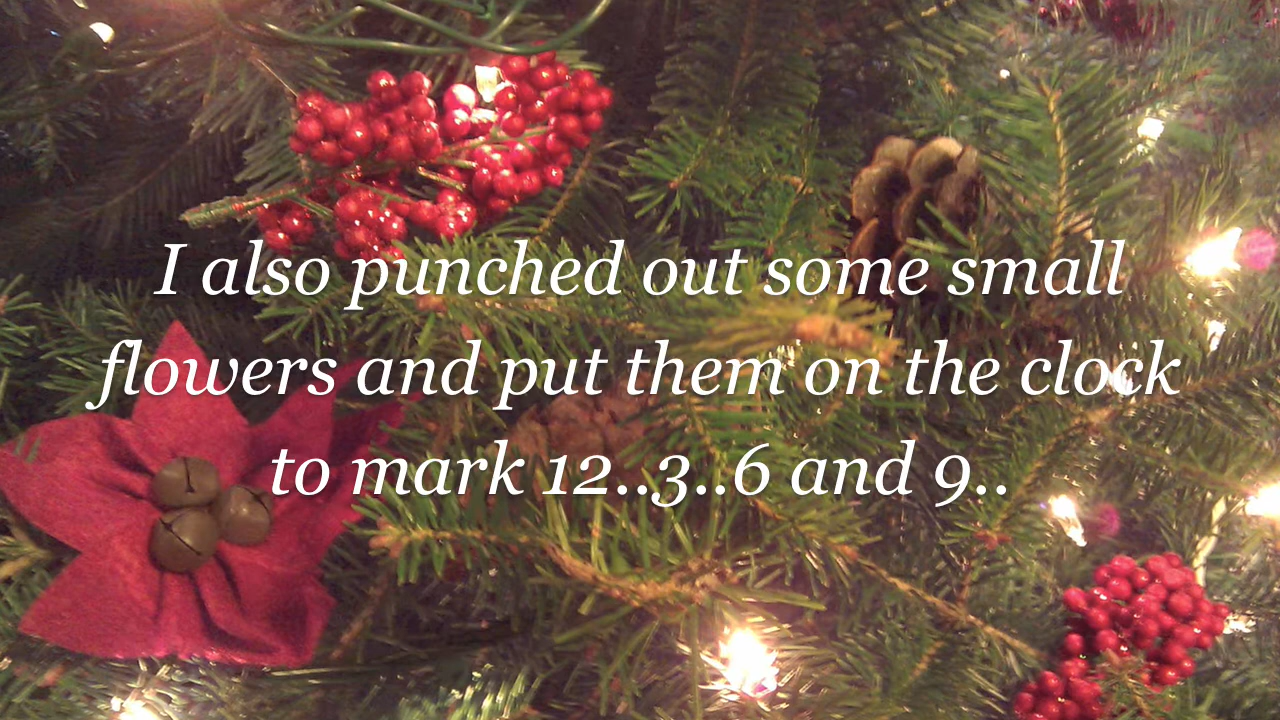 I also punched out some small
flowers and put them on the clock
to mark 12..3..6 and 9..